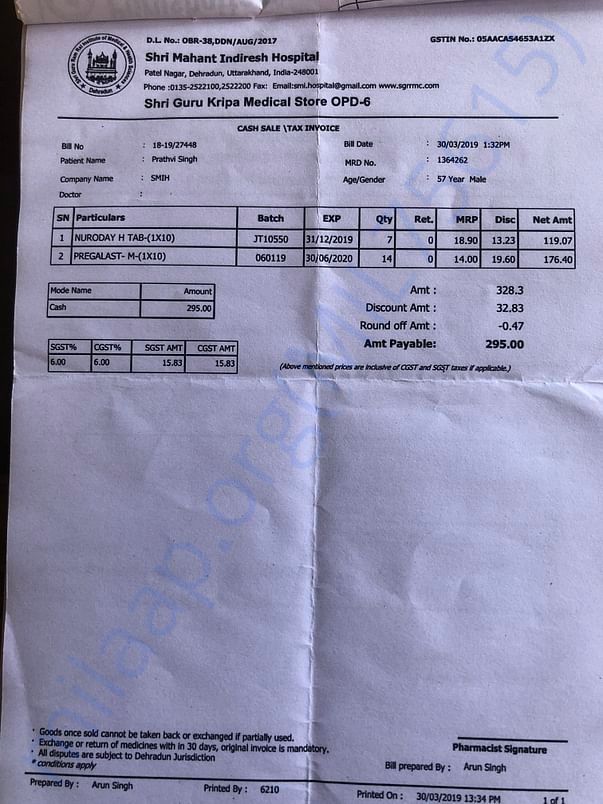 D.L. No.: OBR-38,DDN/AUG/2017 GSTIN No.: 05AACAS4653A1ZX
Shri Mahant Indiresh Hospital
Patel Nagar, Dehradun, Uttarakhand, India-248001
Phone :0135-2522100,2522200 Fax: Email:smi.hospital@gmail.com www.sgrrmc.com
Shri Guru Kripa Medical Store OPD-6
CASH SALE \TAX INVOICE
Bill No : 18-19/27448 Bill Date : 30/03/2019 1:32PM
Patient Name : Prathvi Singh MRD No. : 1364262
Company Name : SMIH Age/Gender : 57 Year Male
Doctor :
SN Particulars Batch EXP Qty Ret. MRP Disc Net Amt
1 NURODAY H TAB-(1X10) JT10550 31/12/2019 7 0 18.90 13.23 119.07
2 PREGALAST- M-(1X10) 060119 30/06/2020 14 0 14.00 19.60 176.40
Mode Name Amount
Cash 295.00
Amt : 328.3
Discount Amt : 32.83
Round off Amt : -0.47
Amt Payable: 295.00
SGST% CGST% SGST AMT CGST AMT
6.00 6.00 15.83 15.83
(Above mentioned prices are inclusive of CGST and SGST taxes if applicable.)
* Goods once sold cannot be taken back or exchanged if partially used.
* Exchange or return of medicines with in 30 days, original invoice is mandatory.
* All disputes are subject to Dehradun Jurisdiction
* conditions apply
Pharmacist Signature
Bill prepared By : Arun Singh
Prepared By : Arun Singh Printed By : 6210 Printed On : 30/03/2019 13:34 PM 1 of 1